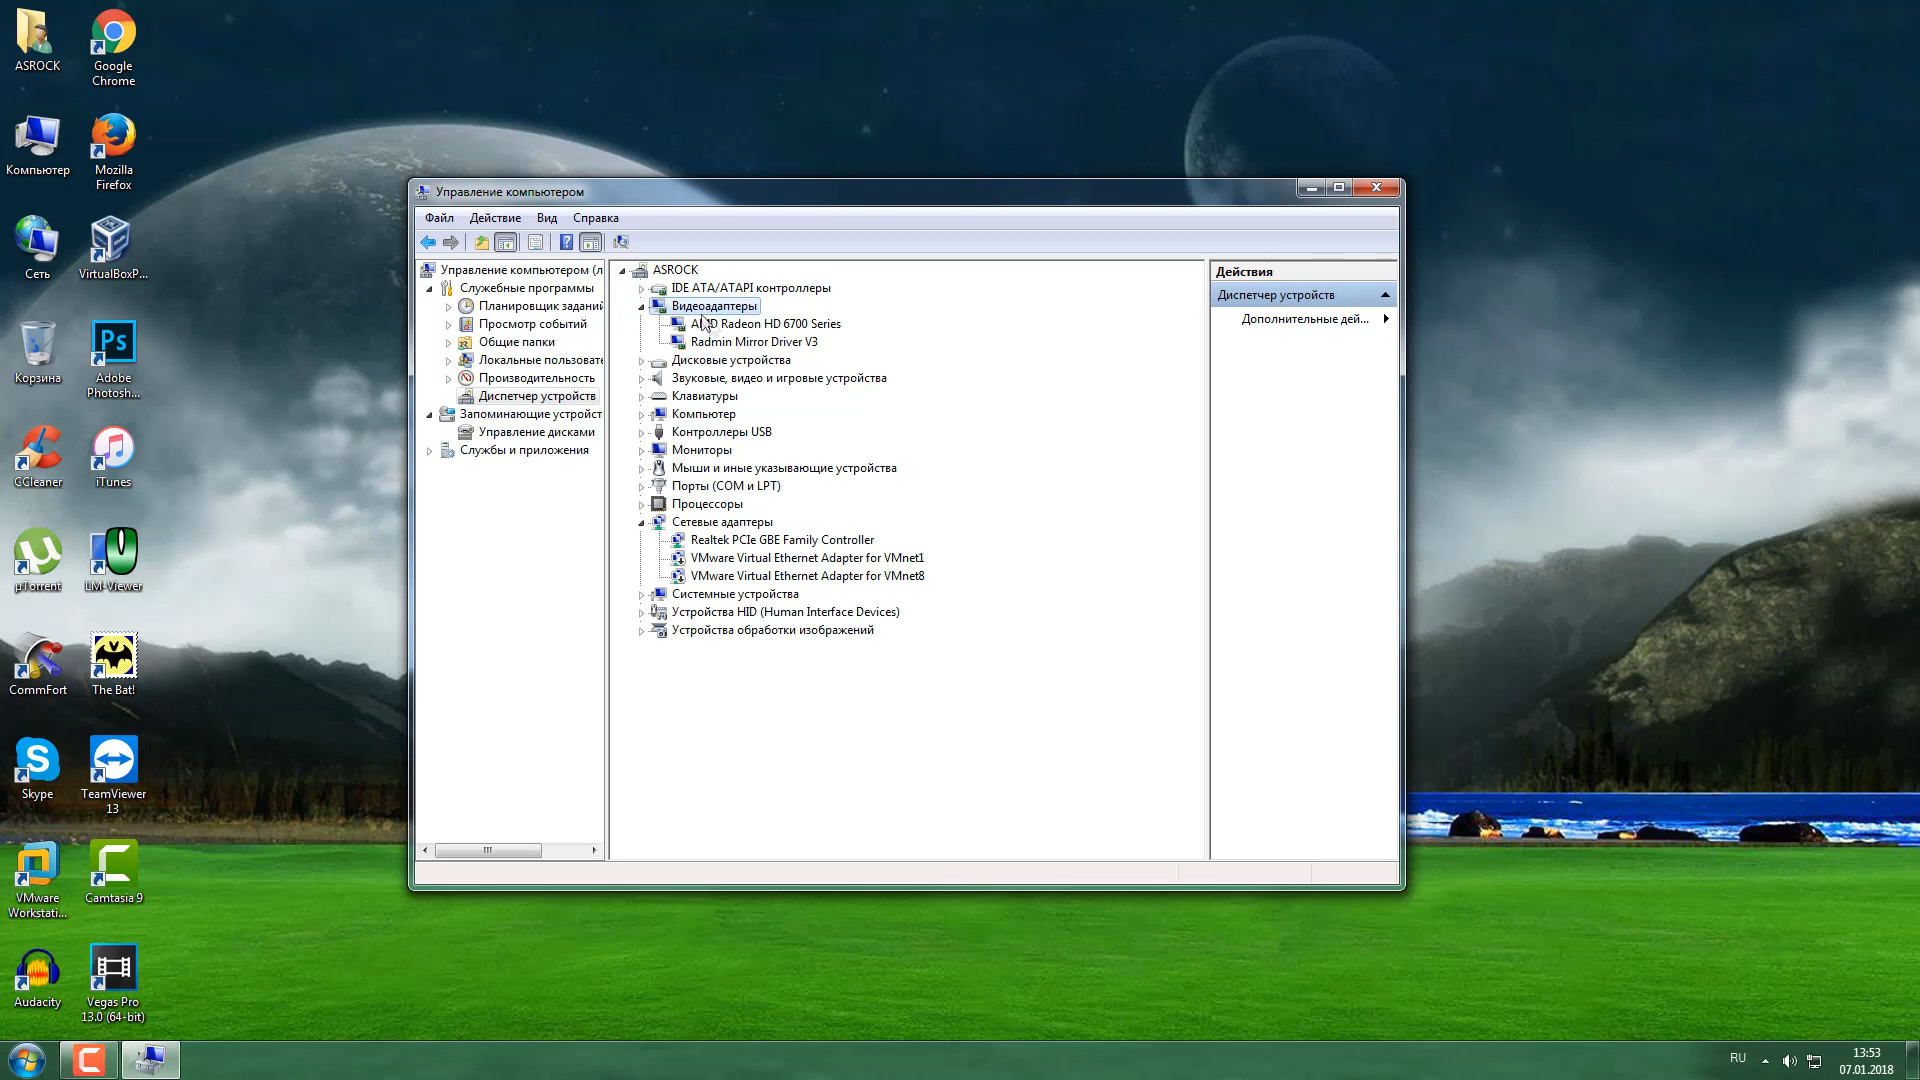 ASROCK
Google
Chrome
Компьютер
Mozilla
Firefox
Сеть
VirtualBoxP...
Корзина
Ps
Adobe
Photosh...
CCleaner
iTunes
µTorrent
LM-Viewer
CommFort
The Bat!
Skype
TeamViewer
13
VMware
Workstati...
Camtasia 9
Audacity
Vegas Pro
13.0 (64-bit)
Управление компьютером
Файл Действие Вид Справка
Управление компьютером (л
Служебные программы
Планировщик заданий
Просмотр событий
Общие папки
Локальные пользовате
Производительность
Диспетчер устройств
Запоминающие устройст
Управление дисками
Службы и приложения
ASROCK
IDE ATA/ATAPI контроллеры
Видеоадаптеры
AMD Radeon HD 6700 Series
Radmin Mirror Driver V3
Дисковые устройства
Звуковые, видео и игровые устройства
Клавиатуры
Компьютер
Контроллеры USB
Мониторы
Мыши и иные указывающие устройства
Порты (COM и LPT)
Процессоры
Сетевые адаптеры
Realtek PCIe GBE Family Controller
VMware Virtual Ethernet Adapter for VMnet1
VMware Virtual Ethernet Adapter for VMnet8
Системные устройства
Устройства HID (Human Interface Devices)
Устройства обработки изображений
Действия
Диспетчер устройств
Дополнительные дей...
RU
13:53
07.01.2018